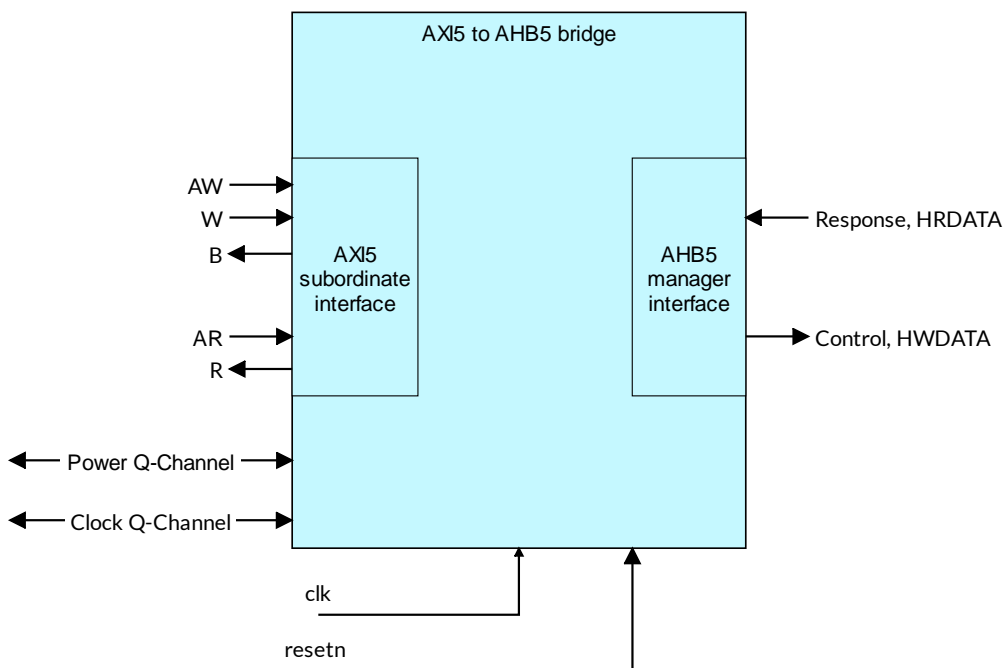 AXI5 to AHB5 bridge
AW
W
B
AR
R
AXI5
subordinate
interface
AHB5
manager
interface
Response, HRDATA
Control, HWDATA
Power Q-Channel
Clock Q-Channel
clk
resetn